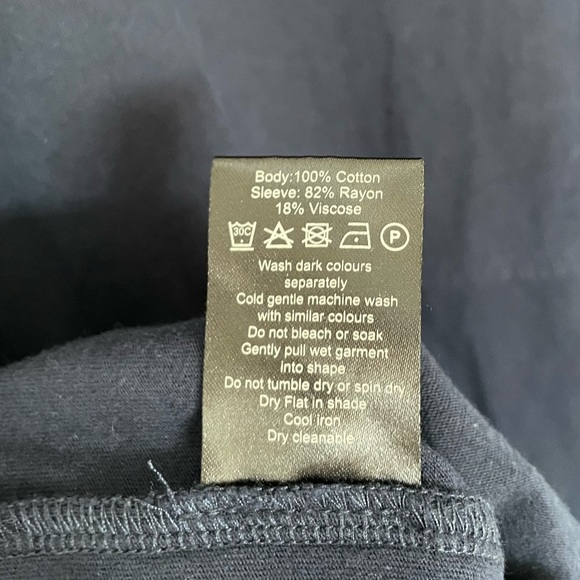 Body:100% Cotton
Sleeve: 82% Rayon
18% Viscose
30C P
Wash dark colours
separately
Cold gentle machine wash
with similar colours
Do not bleach or soak
Gently pull wet garment
into shape
Do not tumble dry or spin dry
Dry Flat in shade
Cool iron
Dry cleanable